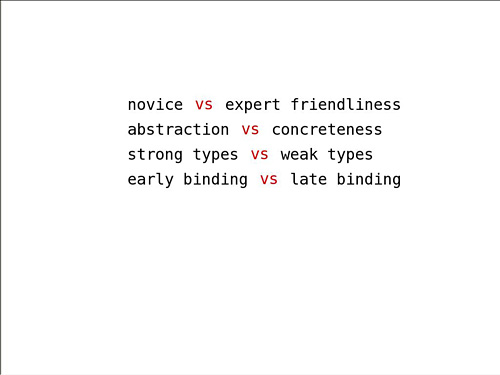 novice vs expert friendliness
abstraction vs concreteness
strong types vs weak types
early binding vs late binding